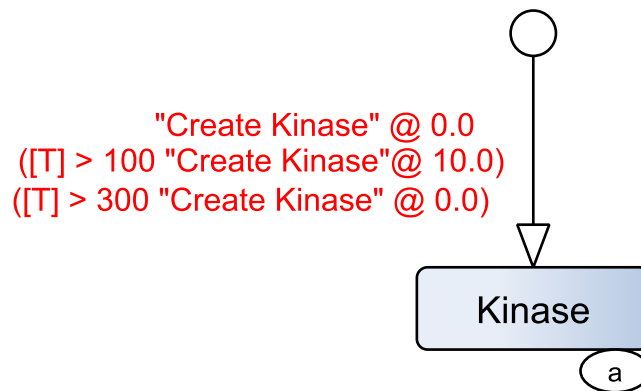 "Create Kinase" @ 0.0
([T] > 100 "Create Kinase"@ 10.0)
([T] > 300 "Create Kinase" @ 0.0)
Kinase
a